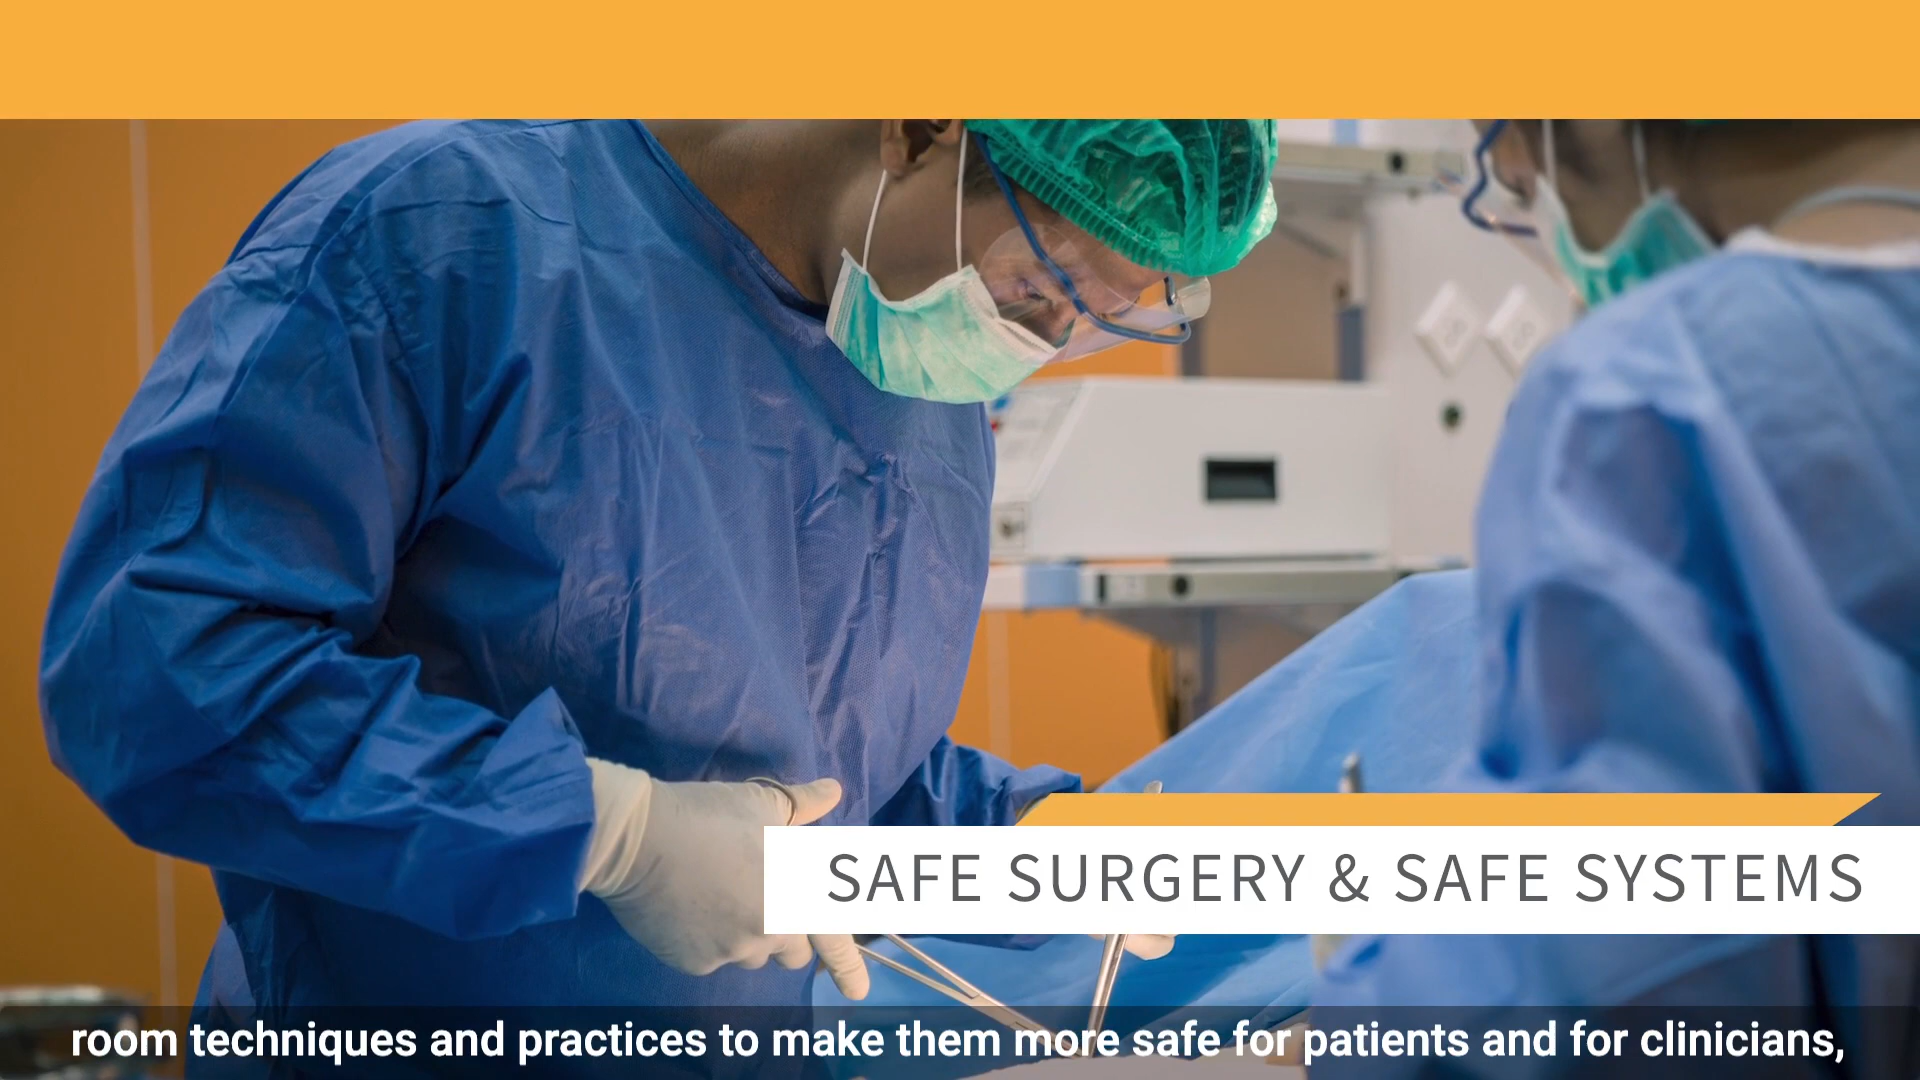 SAFE SURGERY & SAFE SYSTEMS
room techniques and practices to make them more safe for patients and for clinicians,